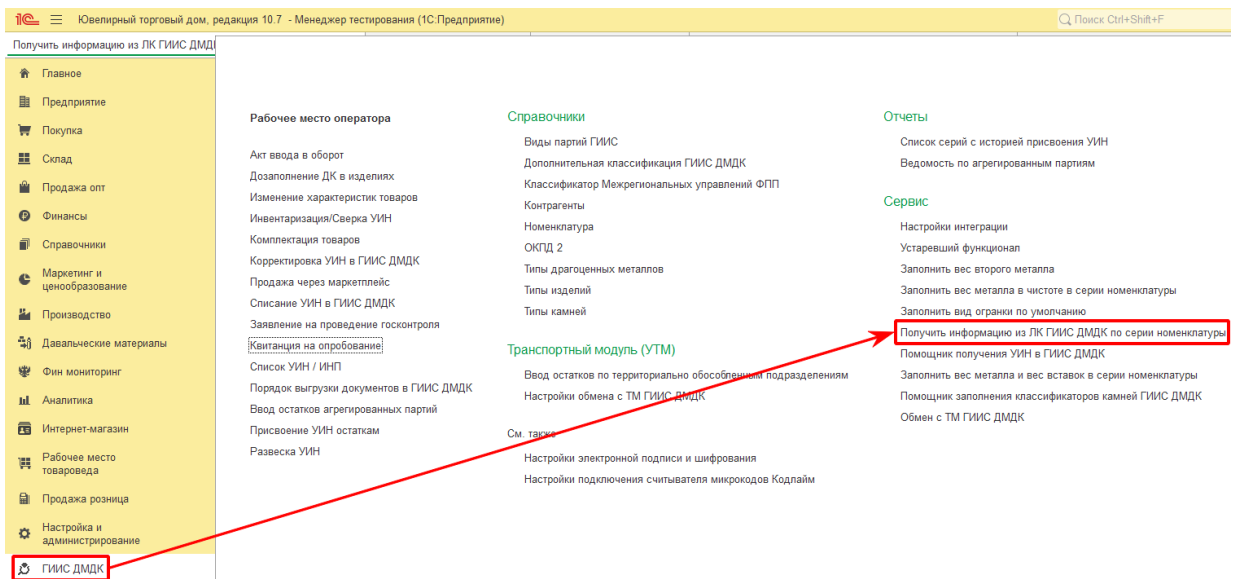 1С Ювелирный торговый дом, редакция 10.7 - Менеджер тестирования (1С:Предприятие)
Поиск Ctrl+Shift+F
Получить информацию из ЛК ГИИС ДМДК
Главное
Предприятие
Покупка
Склад
Продажа опт
Финансы
Справочники
Маркетинг и
ценообразование
Производство
Давальческие материалы
Фин мониторинг
Аналитика
Интернет-магазин
Рабочее место
товароведа
Продажа розница
Настройка и
администрирование
ГИИС ДМДК
Рабочее место оператора
Акт ввода в оборот
Дозаполнение ДК в изделиях
Изменение характеристик товаров
Инвентаризация/Сверка УИН
Комплектация товаров
Корректировка УИН в ГИИС ДМДК
Продажа через маркетплейс
Списание УИН в ГИИС ДМДК
Заявление на проведение госконтроля
Квитанция на опробование
Список УИН / ИНП
Порядок выгрузки документов в ГИИС ДМДК
Ввод остатков агрегированных партий
Присвоение УИН остаткам
Развеска УИН
Справочники
Виды партий ГИИС
Дополнительная классификация ГИИС ДМДК
Классификатор Межрегиональных управлений ФПП
Контрагенты
Номенклатура
ОКПД 2
Типы драгоценных металлов
Типы изделий
Типы камней
Транспортный модуль (УТМ)
Ввод остатков по территориально обособленным подразделениям
Настройки обмена с ТМ ГИИС ДМДК
См. также
Настройки электронной подписи и шифрования
Настройки подключения считывателя микрокодов Кодлайм
Отчеты
Список серий с историей присвоения УИН
Ведомость по агрегированным партиям
Сервис
Настройки интеграции
Устаревший функционал
Заполнить вес второго металла
Заполнить вес металла в чистоте в серии номенклатуры
Заполнить вид огранки по умолчанию
Получить информацию из ЛК ГИИС ДМДК по серии номенклатуры
Помощник получения УИН в ГИИС ДМДК
Заполнить вес металла и вес вставок в серии номенклатуры
Помощник заполнения классификаторов камней ГИИС ДМДК
Обмен с ТМ ГИИС ДМДК